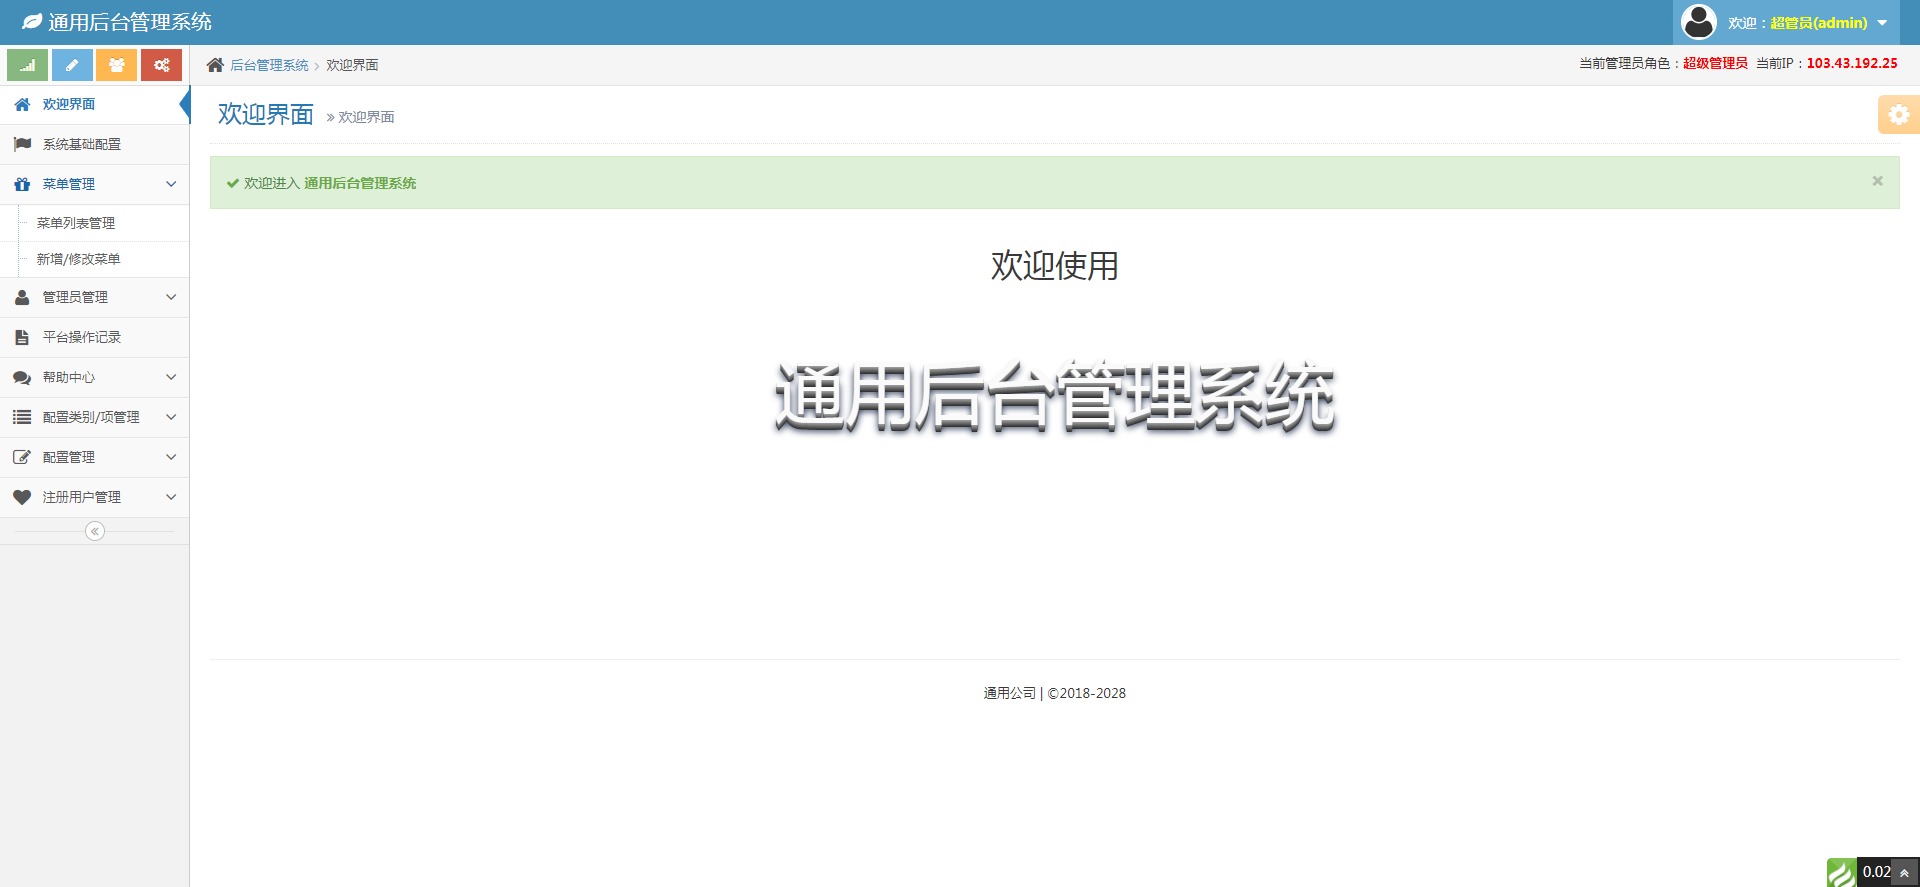 通用后台管理系统
欢迎：超管员(admin)
后台管理系统
欢迎界面
当前管理员角色：超级管理员 当前IP：103.43.192.25
欢迎界面
系统基础配置
菜单管理
菜单列表管理
新增/修改菜单
管理员管理
平台操作记录
帮助中心
配置类别/项管理
配置管理
注册用户管理
欢迎界面 » 欢迎界面
欢迎进入 通用后台管理系统
欢迎使用
通用后台管理系统
通用公司 | ©2018-2028
0.02